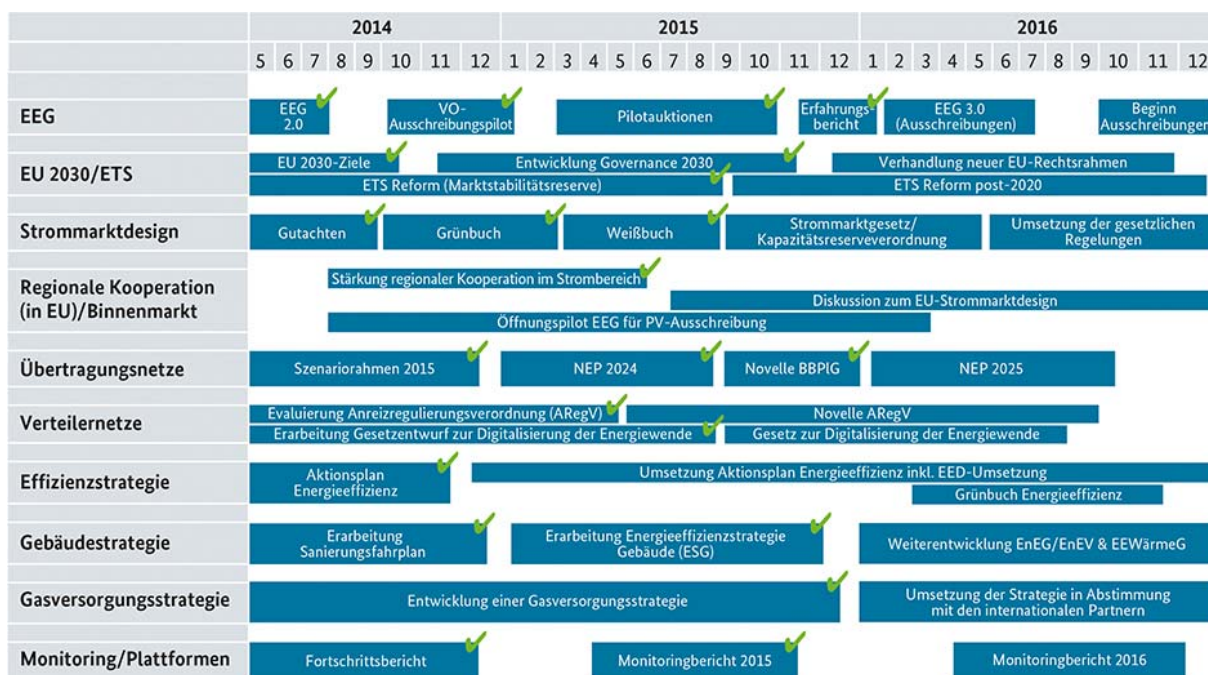 2014 2015 2016
5 6 7 8 9 10 11 12 1 2 3 4 5 6 7 8 9 10 11 12 1 2 3 4 5 6 7 8 9 10 11 12
EEG
EEG
2.0
VO-
Ausschreibungspilot
Pilotauktionen
Erfahrungs-
bericht
EEG 3.0
(Ausschreibungen)
Beginn
Ausschreibungen
EU 2030/ETS
EU 2030-Ziele
Entwicklung Governance 2030
Verhandlung neuer EU-Rechtsrahmen
ETS Reform (Marktstabilitätsreserve)
ETS Reform post-2020
Strommarktdesign
Gutachten
Grünbuch
Weißbuch
Strommarktgesetz/
Kapazitätsreserveverordnung
Umsetzung der gesetzlichen
Regelungen
Regionale Kooperation
(in EU)/Binnenmarkt
Stärkung regionaler Kooperation im Strombereich
Diskussion zum EU-Strommarktdesign
Öffnungspilot EEG für PV-Ausschreibung
Übertragungsnetze
Szenariorahmen 2015
NEP 2024
Novelle BBPlG
NEP 2025
Verteilernetze
Evaluierung Anreizregulierungsverordnung (ARegV)
Novelle ARegV
Erarbeitung Gesetzentwurf zur Digitalisierung der Energiewende
Gesetz zur Digitalisierung der Energiewende
Effizienzstrategie
Aktionsplan
Energieeffizienz
Umsetzung Aktionsplan Energieeffizienz inkl. EED-Umsetzung
Grünbuch Energieeffizienz
Gebäudestrategie
Erarbeitung
Sanierungsfahrplan
Erarbeitung Energieeffizienzstrategie
Gebäude (ESG)
Weiterentwicklung EnEG/EnEV & EEWärmeG
Gasversorgungsstrategie
Entwicklung einer Gasversorgungsstrategie
Umsetzung der Strategie in Abstimmung
mit den internationalen Partnern
Monitoring/Plattformen
Fortschrittsbericht
Monitoringbericht 2015
Monitoringbericht 2016